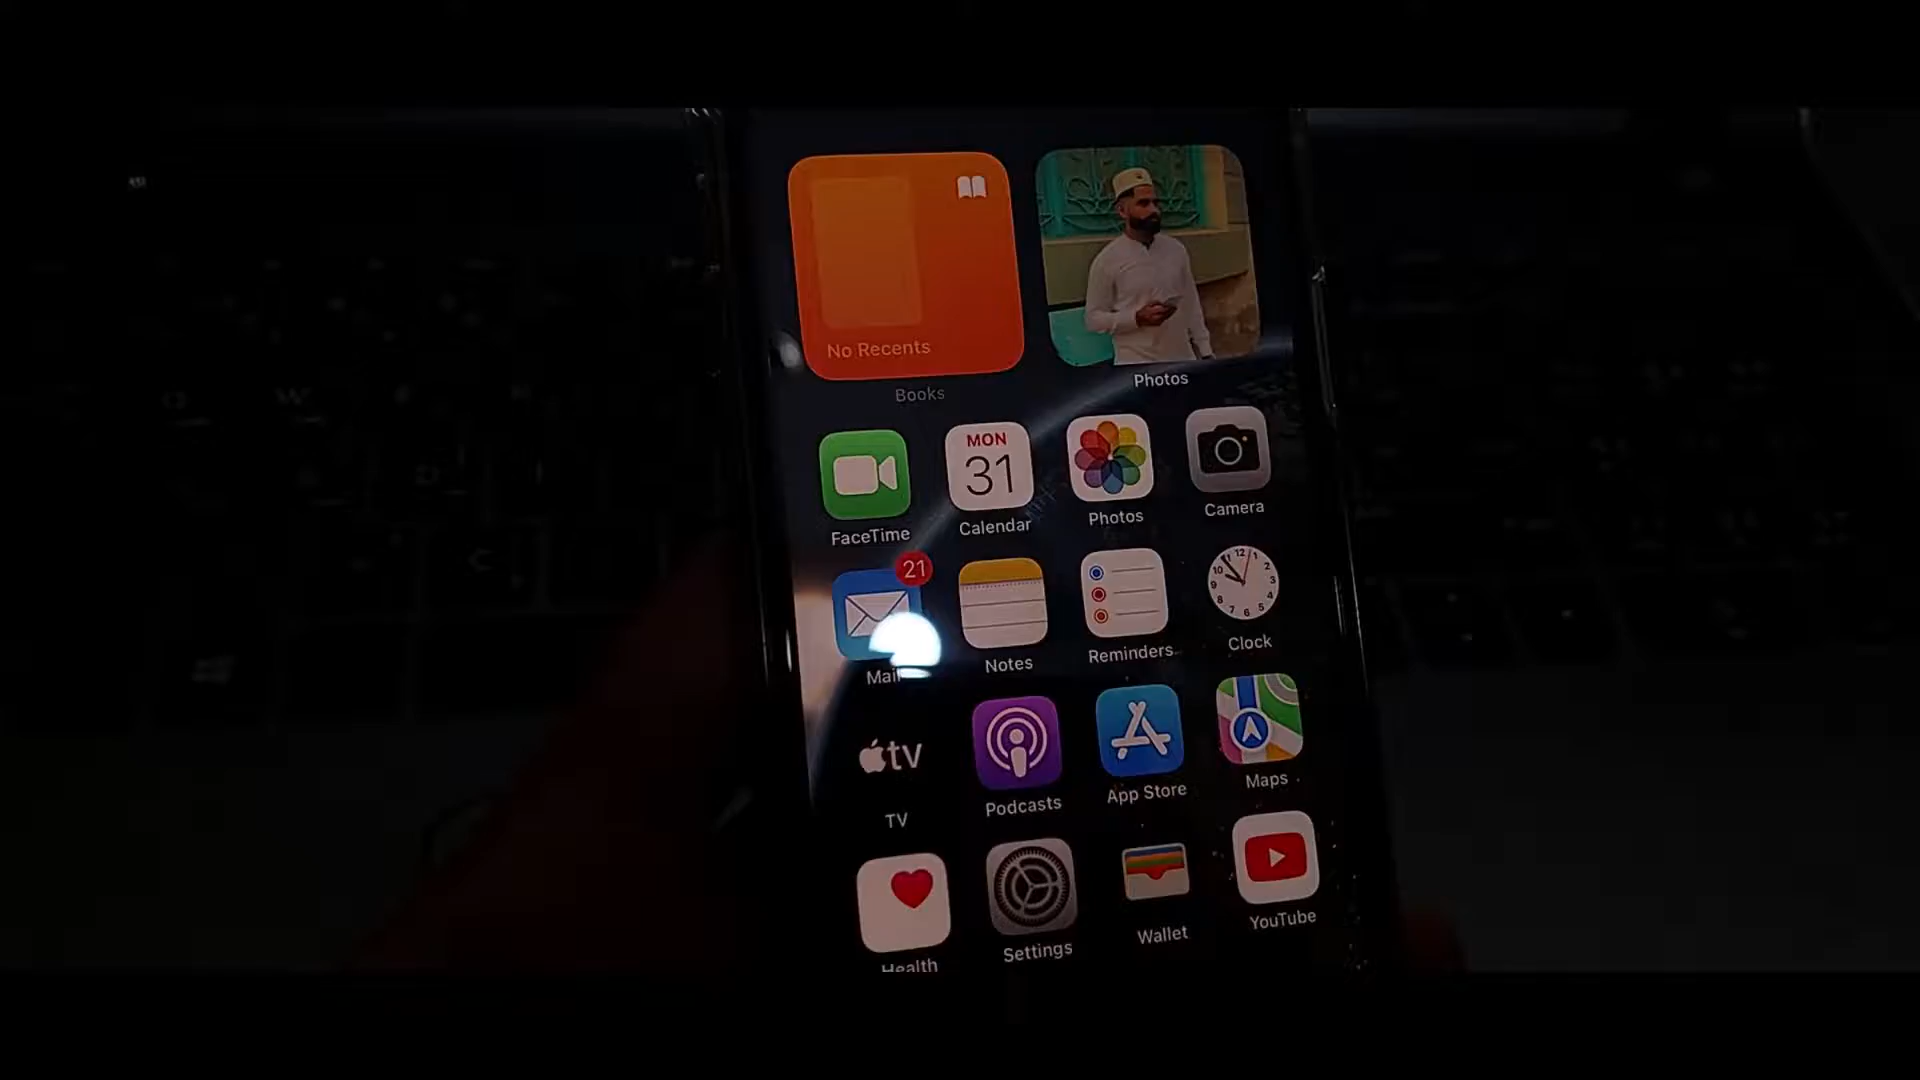 No Recents
Books
Photos
MON
31
FaceTime
Calendar
Photos
Camera
21
Mail
Notes
Reminders
Clock
tv
TV
Podcasts
App Store
Maps
Health
Settings
Wallet
YouTube